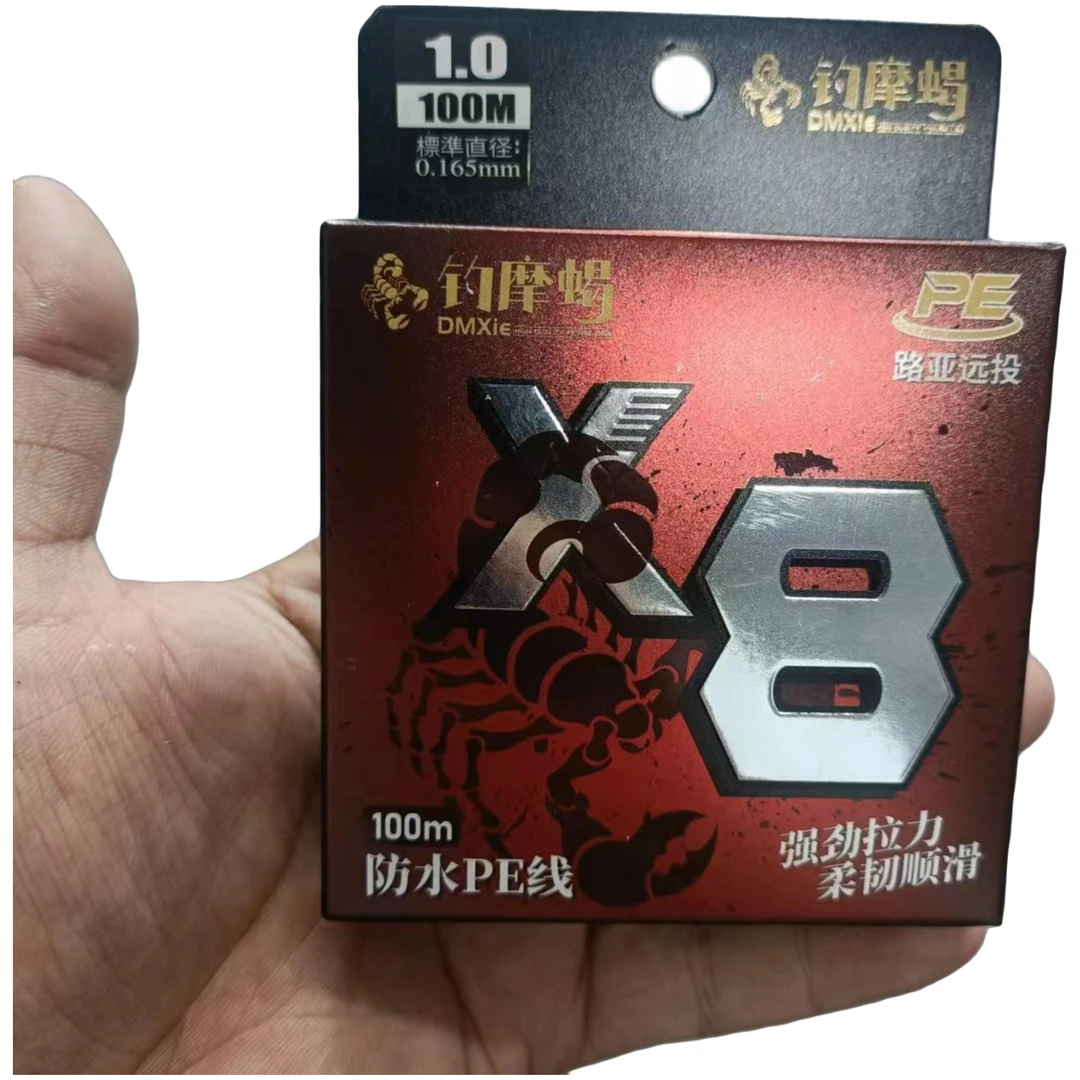 1.0
100M
標準直径:
0.165mm
钓摩蝎
DMXie
钓摩蝎
DMXie
PE
路亚远投
X8
100m
防水PE线
强劲拉力
柔韧顺滑